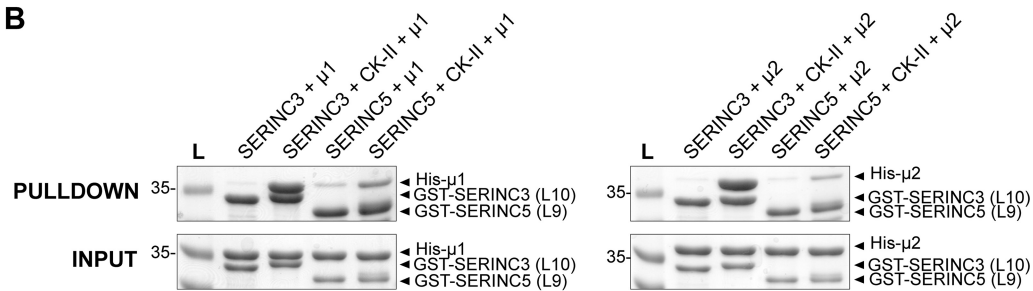 B
SERINC3 + μ1
SERINC3 + CK-II + μ1
SERINC5 + μ1
SERINC5 + CK-II + μ1
L
PULLDOWN
35-
His-μ1
GST-SERINC3 (L10)
GST-SERINC5 (L9)
INPUT
35-
His-μ1
GST-SERINC3 (L10)
GST-SERINC5 (L9)
SERINC3 + μ2
SERINC3 + CK-II + μ2
SERINC5 + μ2
SERINC5 + CK-II + μ2
L
35-
His-μ2
GST-SERINC3 (L10)
GST-SERINC5 (L9)
35-
His-μ2
GST-SERINC3 (L10)
GST-SERINC5 (L9)